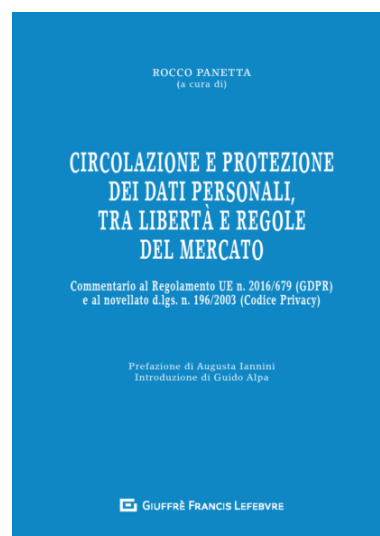 ROCCO PANETTA
(a cura di)
CIRCOLAZIONE E PROTEZIONE
DEI DATI PERSONALI,
TRA LIBERTÀ E REGOLE
DEL MERCATO
Commentario al Regolamento UE n. 2016/679 (GDPR)
e al novellato d.lgs. n. 196/2003 (Codice Privacy)
Prefazione di Augusta Iannini
Introduzione di Guido Alpa
GIUFFRÈ FRANCIS LEFEBVRE